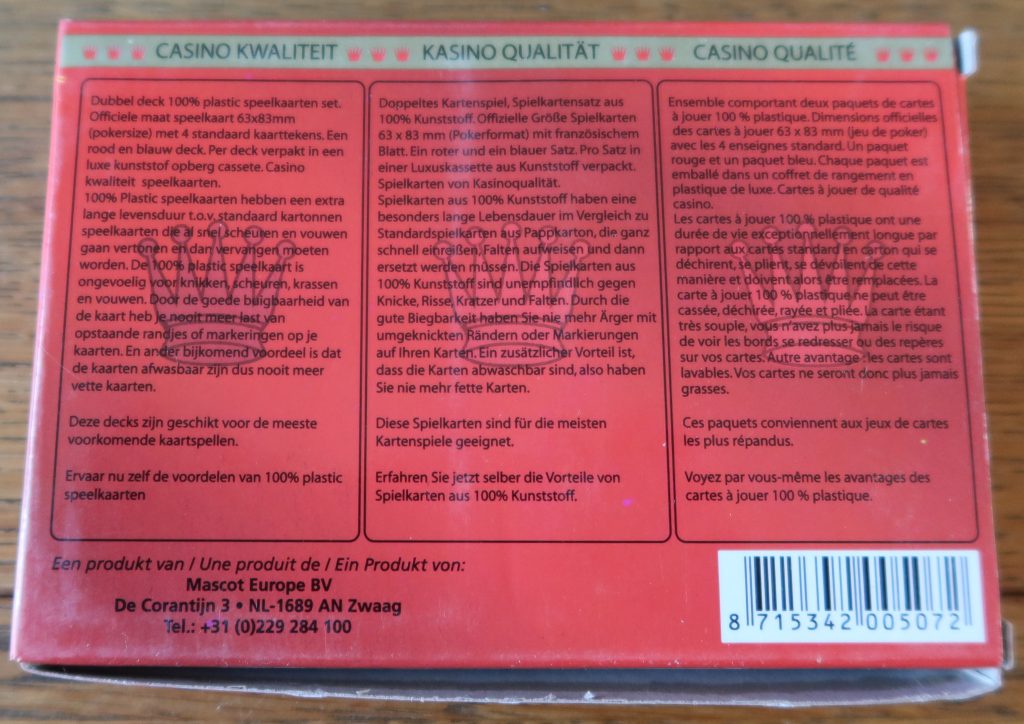 CASINO KWALITEIT
KASINO QUALITÄT
CASINO QUALITÉ
Dubbel deck 100% plastic speelkaarten set.
Officiele maat speelkaart 63x83mm
(pokersize) met 4 standaard kaarttekens. Een
rood en blauw deck. Per deck verpakt in een
luxe kunststof opberg cassete. Casino
kwaliteit speelkaarten.
100% Plastic speelkaarten hebben een extra
lange levensduur t.o.v. standaard kartonnen
speelkaarten die al snel scheuren en vouwen
gaan vertonen en dan vervangen moeten
worden. De 100% plastic speelkaart is
ongevoelig voor knikken, scheuren, krassen
en vouwen. Door de goede buigbaarheid van
de kaart heb je nooit meer last van
opstaande randjes of markeringen op je
kaarten. En ander bijkomend voordeel is dat
de kaarten afwasbaar zijn dus nooit meer
vette kaarten.
Deze decks zijn geschikt voor de meeste
voorkomende kaartspellen.
Ervaar nu zelf de voordelen van 100% plastic
speelkaarten
Doppeltes Kartenspiel, Spielkartensatz aus
100% Kunststoff. Offizielle Größe Spielkarten
63 x 83 mm (Pokerformat) mit französischem
Blatt. Ein roter und ein blauer Satz. Pro Satz in
einer Luxuskassette aus Kunststoff verpackt.
Spielkarten von Kasinoqualität.
Spielkarten aus 100% Kunststoff haben eine
besonders lange Lebensdauer im Vergleich zu
Standardspielkarten aus Pappkarton, die ganz
schnell einreißen, Falten aufweisen und dann
ersetzt werden müssen. Die Spielkarten aus
100% Kunststoff sind unempfindlich gegen
Knicke, Risse, Kratzer und Falten. Durch die
gute Biegbarkeit haben Sie nie mehr Ärger mit
umgeknickten Rändern oder Markierungen
auf Ihren Karten. Ein zusätzlicher Vorteil ist,
dass die Karten abwaschbar sind, also haben
Sie nie mehr fette Karten.
Diese Spielkarten sind für die meisten
Kartenspiele geeignet.
Erfahren Sie jetzt selber die Vorteile von
Spielkarten aus 100% Kunststoff.
Ensemble comportant deux paquets de cartes
à jouer 100 % plastique. Dimensions officielles
des cartes à jouer 63 x 83 mm (jeu de poker)
avec les 4 enseignes standard. Un paquet
rouge et un paquet bleu. Chaque paquet est
emballé dans un coffret de rangement en
plastique de luxe. Cartes à jouer de qualité
casino.
Les cartes à jouer 100 % plastique ont une
durée de vie exceptionnellement longue par
rapport aux cartes standard en carton qui se
déchirent, se plient, se dévoilent de cette
manière et doivent alors être remplacées. La
carte à jouer 100 % plastique ne peut être
cassée, déchirée, rayée et pliée. La carte étant
très souple, vous n'avez plus jamais le risque
de voir les bords se redresser ou des repères
sur vos cartes. Autre avantage : les cartes sont
lavables. Vos cartes ne seront donc plus jamais
grasses.
Ces paquets conviennent aux jeux de cartes
les plus répandus.
Voyez par vous-même les avantages des
cartes à jouer 100 % plastique.
Een produkt van / Une produit de / Ein Produkt von:
Mascot Europe BV
De Corantijn 3 • NL-1689 AN Zwaag
Tel.: +31 (0)229 284 100
8 715342 005072